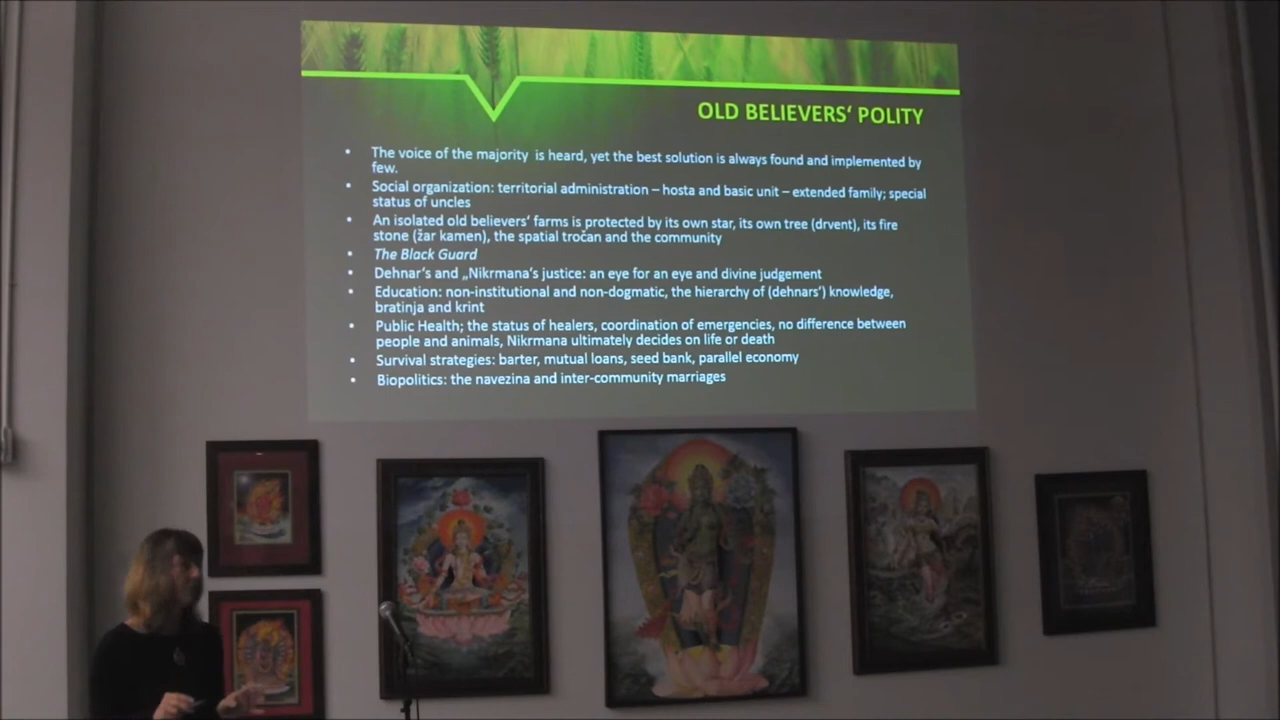 OLD BELIEVERS‘ POLITY
• The voice of the majority is heard, yet the best solution is always found and implemented by
few.
• Social organization: territorial administration – hosta and basic unit – extended family; special
status of uncles
• An isolated old believers‘ farms is protected by its own star, its own tree (drvent), its fire
stone (žar kamen), the spatial tročan and the community
• The Black Guard
• Dehnar‘s and „Nikrmana‘s justice: an eye for an eye and divine judgement
• Education: non-institutional and non-dogmatic, the hierarchy of (dehnars‘) knowledge,
bratinja and krint
• Public Health; the status of healers, coordination of emergencies, no difference between
people and animals, Nikrmana ultimately decides on life or death
• Survival strategies: barter, mutual loans, seed bank, parallel economy
• Biopolitics: the navezina and inter-community marriages